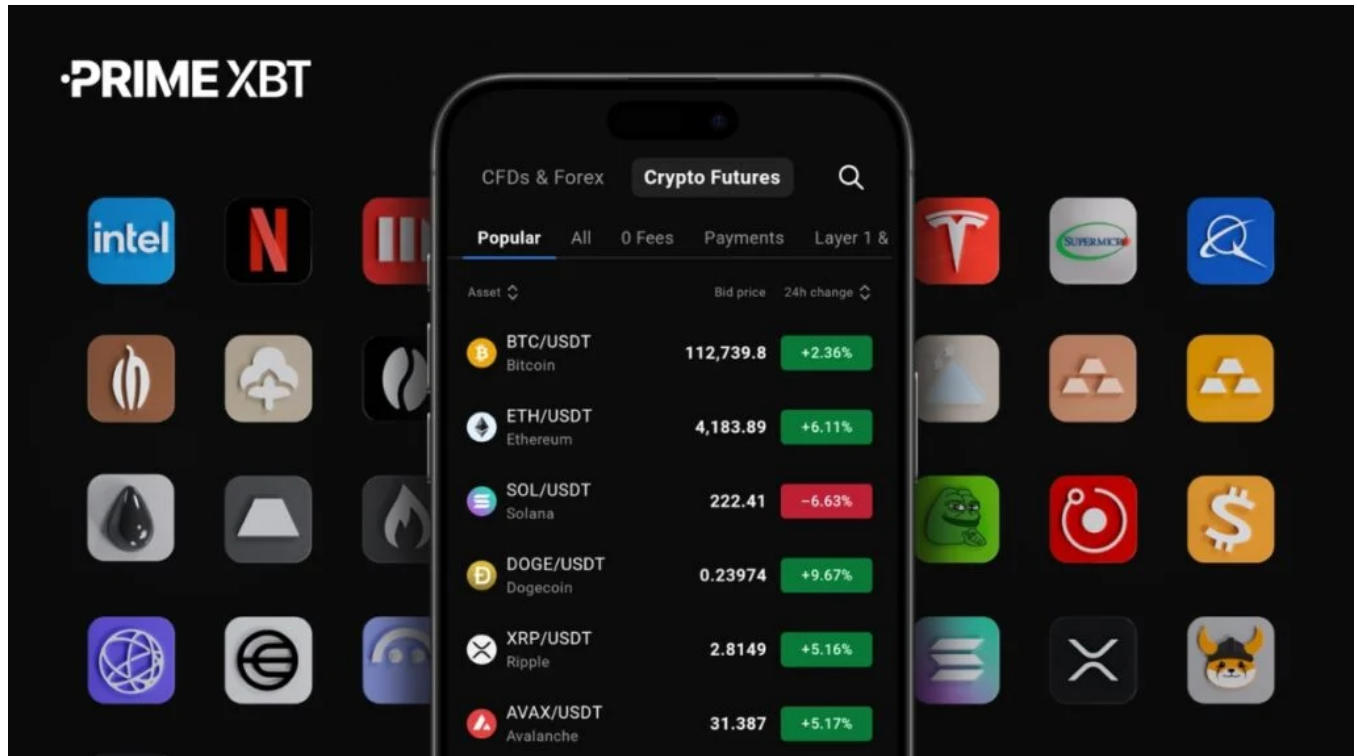 PRIME XBT
CFDs & Forex
Crypto Futures
Popular
All
0 Fees
Payments
Layer 1 &
Asset
Bid price
24h change
BTC/USDT
Bitcoin
112,739.8
+2.36%
ETH/USDT
Ethereum
4,183.89
+6.11%
SOL/USDT
Solana
222.41
−6.63%
DOGE/USDT
Dogecoin
0.23974
+9.67%
XRP/USDT
Ripple
2.8149
+5.16%
AVAX/USDT
Avalanche
31.387
+5.17%
intel
N
T
SUPERMICRO
$